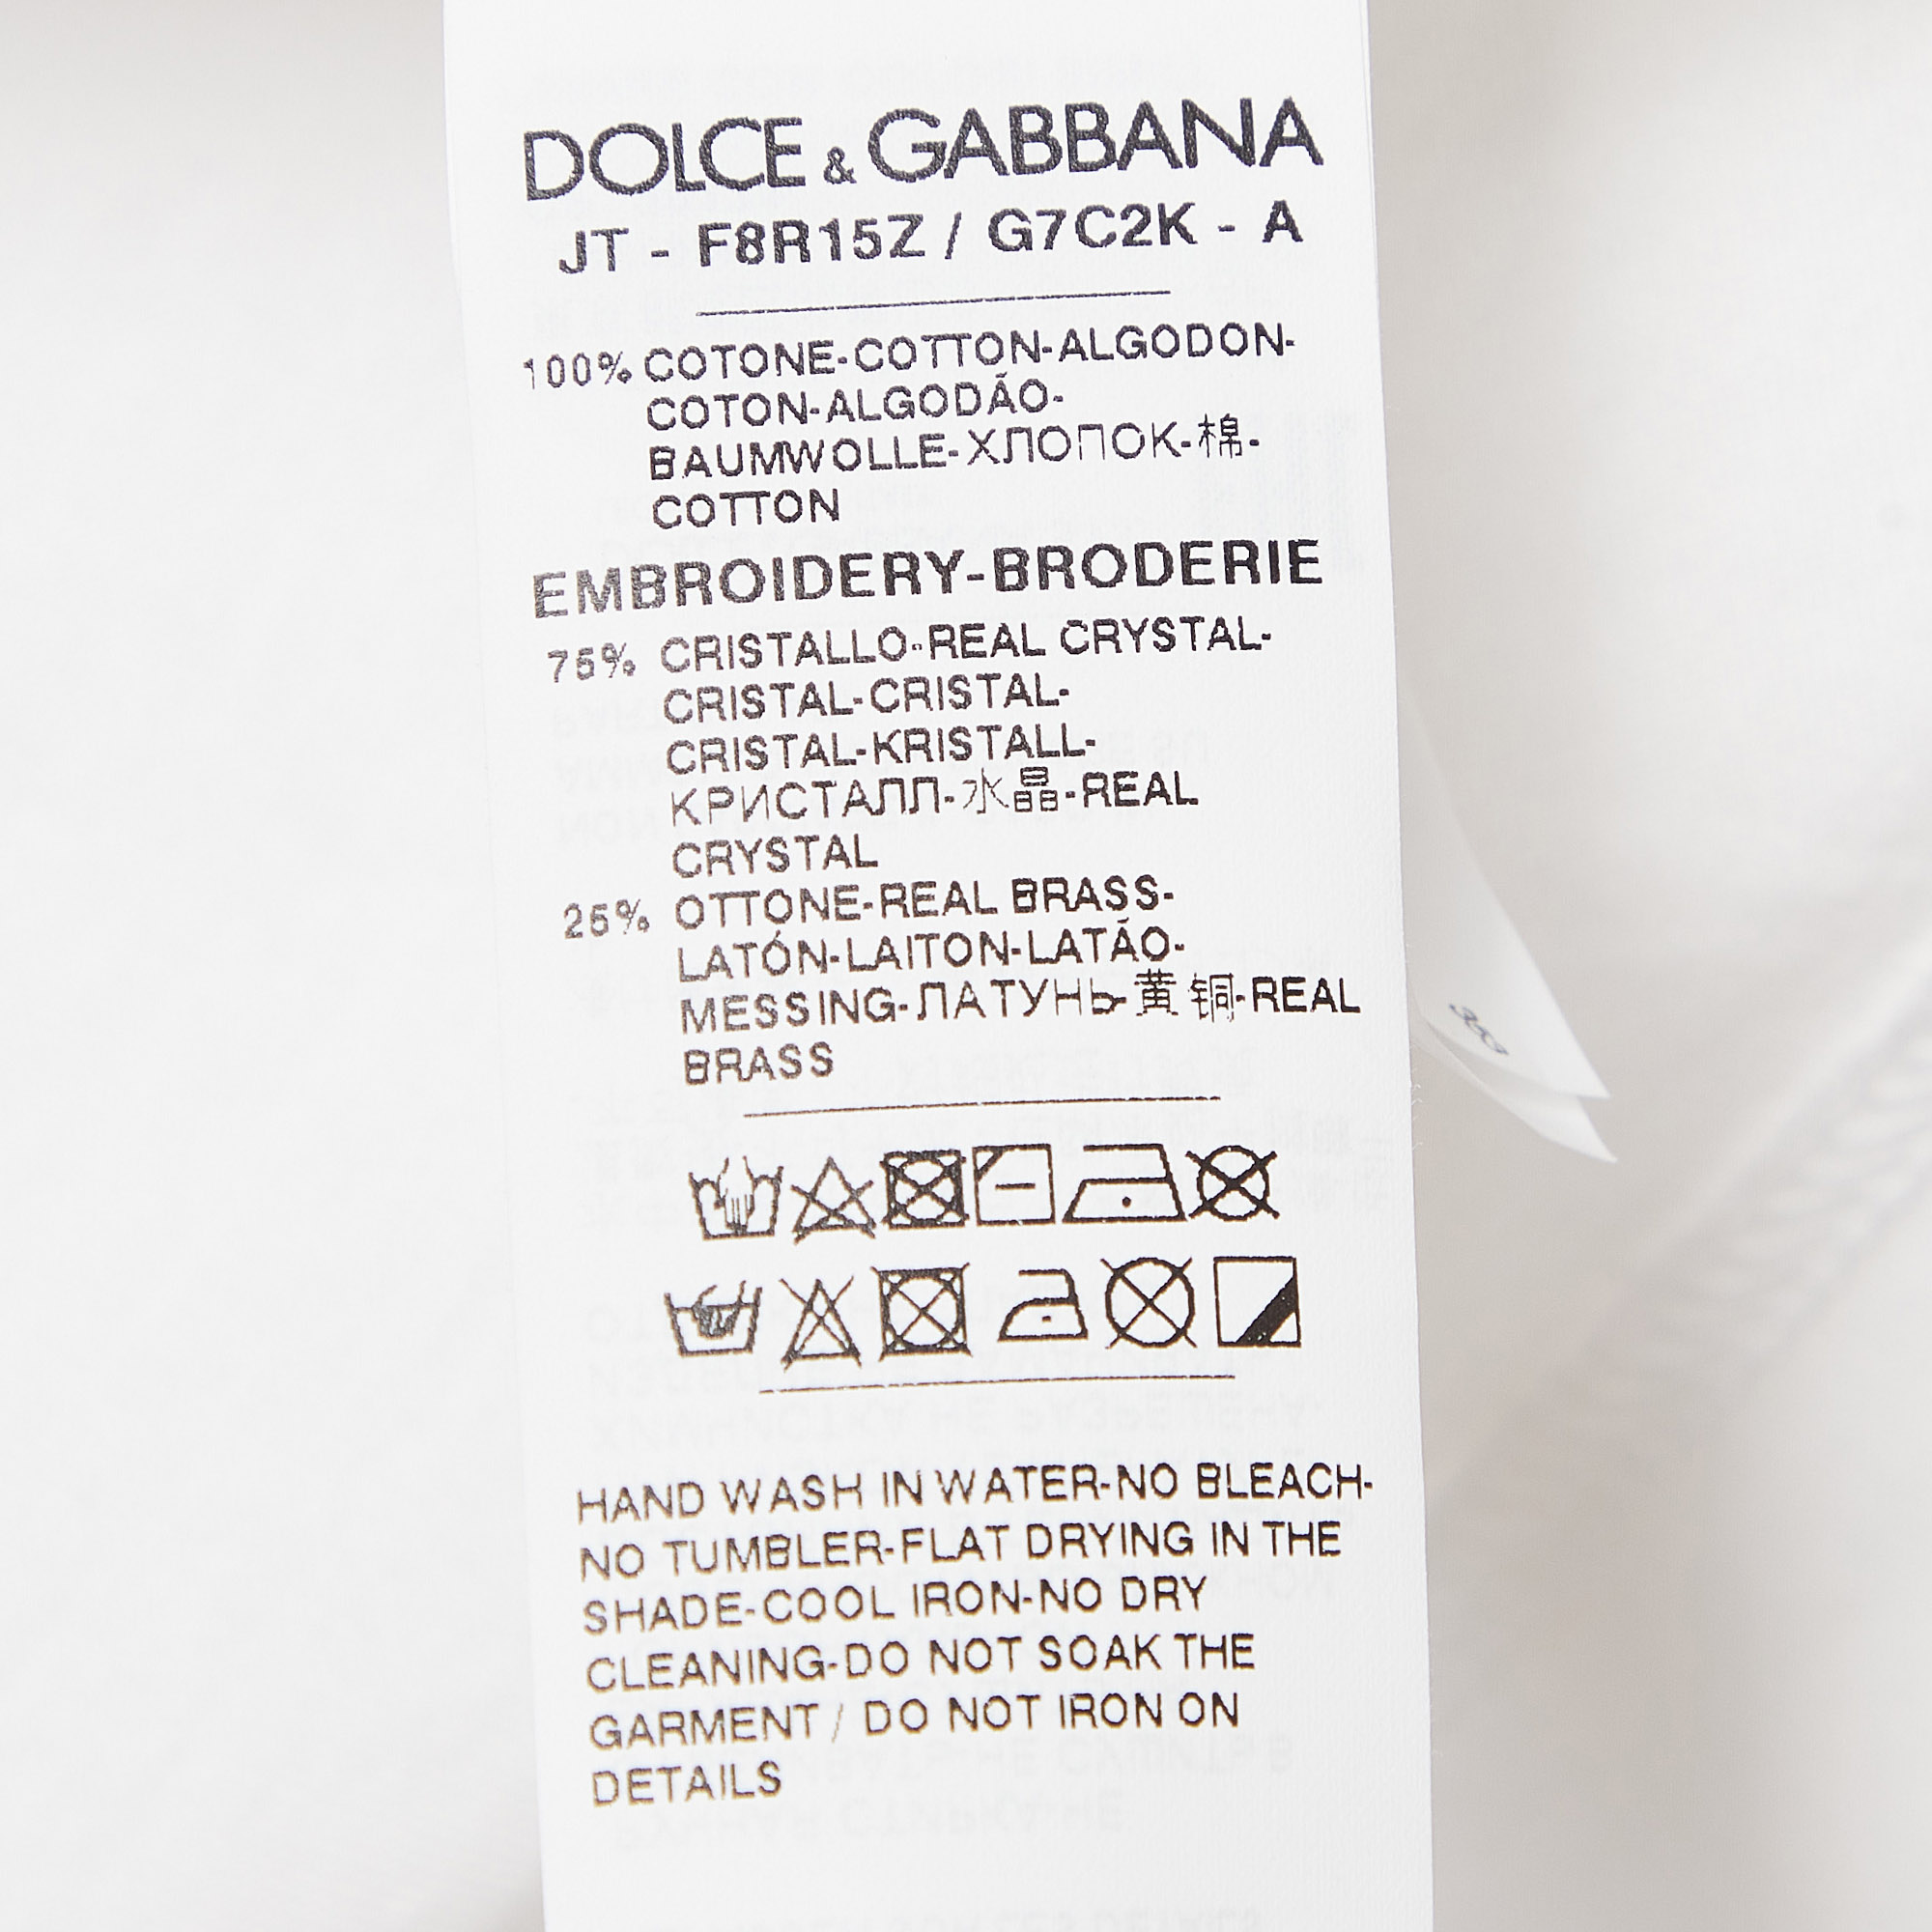 DOLCE & GABBANA
JT - F8R15Z / G7C2K - A
100% COTONE-COTTON-ALGODON-
COTON-ALGODÃO-
BAUMWOLLE-ХЛОПОК-棉-
COTTON
EMBROIDERY-BRODERIE
75% CRISTALLO-REAL CRYSTAL-
CRISTAL-CRISTAL-
CRISTAL-KRISTALL-
КРИСТАЛЛ-水晶-REAL
CRYSTAL
25% OTTONE-REAL BRASS-
LATÓN-LAITON-LATÃO-
MESSING-ЛАТУНЬ-黄铜-REAL
BRASS
HAND WASH IN WATER-NO BLEACH-
NO TUMBLER-FLAT DRYING IN THE
SHADE-COOL IRON-NO DRY
CLEANING-DO NOT SOAK THE
GARMENT / DO NOT IRON ON
DETAILS